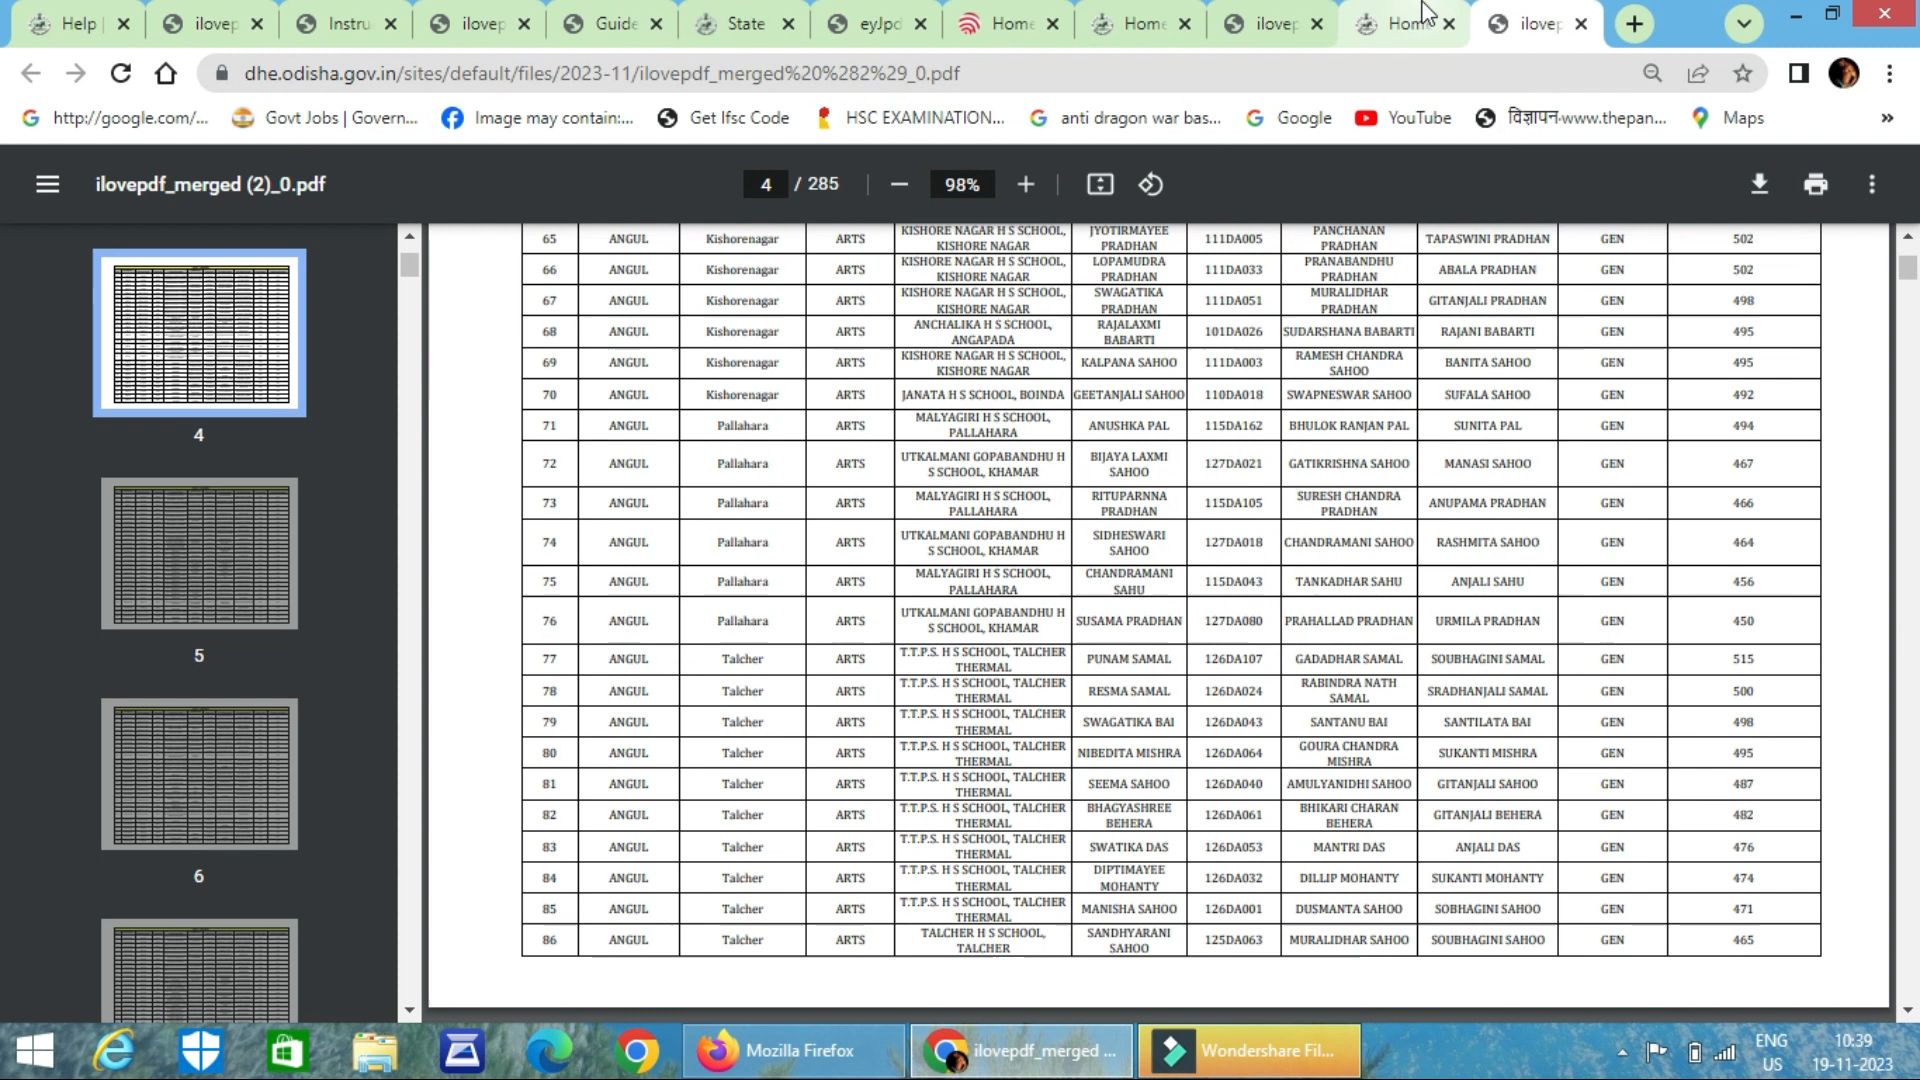 Help
ilovep
Instru
ilovep
Guide
State
eyJpd
Home
Home
ilovep
Home
ilovep
dhe.odisha.gov.in/sites/default/files/2023-11/ilovepdf_merged%20%282%29_0.pdf
http://google.com/...
Govt Jobs | Govern...
Image may contain:...
Get Ifsc Code
HSC EXAMINATION...
anti dragon war bas...
Google
YouTube
विज्ञापन-www.thepan...
Maps
»
ilovepdf_merged (2)_0.pdf
4 / 285
98%
4
5
6
65 ANGUL Kishorenagar ARTS KISHORE NAGAR H S SCHOOL, KISHORE NAGAR JYOTIRMAYEE PRADHAN 111DA005 PANCHANAN PRADHAN TAPASWINI PRADHAN GEN 502
66 ANGUL Kishorenagar ARTS KISHORE NAGAR H S SCHOOL, KISHORE NAGAR LOPAMUDRA PRADHAN 111DA033 PRANABANDHU PRADHAN ABALA PRADHAN GEN 502
67 ANGUL Kishorenagar ARTS KISHORE NAGAR H S SCHOOL, KISHORE NAGAR SWAGATIKA PRADHAN 111DA051 MURALIDHAR PRADHAN GITANJALI PRADHAN GEN 498
68 ANGUL Kishorenagar ARTS ANCHALIKA H S SCHOOL, ANGAPADA RAJALAXMI BABARTI 101DA026 SUDARSHANA BABARTI RAJANI BABARTI GEN 495
69 ANGUL Kishorenagar ARTS KISHORE NAGAR H S SCHOOL, KISHORE NAGAR KALPANA SAHOO 111DA003 RAMESH CHANDRA SAHOO BANITA SAHOO GEN 495
70 ANGUL Kishorenagar ARTS JANATA H S SCHOOL, BOINDA GEETANJALI SAHOO 110DA018 SWAPNESWAR SAHOO SUFALA SAHOO GEN 492
71 ANGUL Pallahara ARTS MALYAGIRI H S SCHOOL, PALLAHARA ANUSHKA PAL 115DA162 BHULOK RANJAN PAL SUNITA PAL GEN 494
72 ANGUL Pallahara ARTS UTKALMANI GOPABANDHU H S SCHOOL, KHAMAR BIJAYA LAXMI SAHOO 127DA021 GATIKRISHNA SAHOO MANASI SAHOO GEN 467
73 ANGUL Pallahara ARTS MALYAGIRI H S SCHOOL, PALLAHARA RITUPARNNA PRADHAN 115DA105 SURESH CHANDRA PRADHAN ANUPAMA PRADHAN GEN 466
74 ANGUL Pallahara ARTS UTKALMANI GOPABANDHU H S SCHOOL, KHAMAR SIDHESWARI SAHOO 127DA018 CHANDRAMANI SAHOO RASHMITA SAHOO GEN 464
75 ANGUL Pallahara ARTS MALYAGIRI H S SCHOOL, PALLAHARA CHANDRAMANI SAHU 115DA043 TANKADHAR SAHU ANJALI SAHU GEN 456
76 ANGUL Pallahara ARTS UTKALMANI GOPABANDHU H S SCHOOL, KHAMAR SUSAMA PRADHAN 127DA080 PRAHALLAD PRADHAN URMILA PRADHAN GEN 450
77 ANGUL Talcher ARTS T.T.P.S. H S SCHOOL, TALCHER THERMAL PUNAM SAMAL 126DA107 GADADHAR SAMAL SOUBHAGINI SAMAL GEN 515
78 ANGUL Talcher ARTS T.T.P.S. H S SCHOOL, TALCHER THERMAL RESMA SAMAL 126DA024 RABINDRA NATH SAMAL SRADHANJALI SAMAL GEN 500
79 ANGUL Talcher ARTS T.T.P.S. H S SCHOOL, TALCHER THERMAL SWAGATIKA BAI 126DA043 SANTANU BAI SANTILATA BAI GEN 498
80 ANGUL Talcher ARTS T.T.P.S. H S SCHOOL, TALCHER THERMAL NIBEDITA MISHRA 126DA064 GOURA CHANDRA MISHRA SUKANTI MISHRA GEN 495
81 ANGUL Talcher ARTS T.T.P.S. H S SCHOOL, TALCHER THERMAL SEEMA SAHOO 126DA040 AMULYANIDHI SAHOO GITANJALI SAHOO GEN 487
82 ANGUL Talcher ARTS T.T.P.S. H S SCHOOL, TALCHER THERMAL BHAGYASHREE BEHERA 126DA061 BHIKARI CHARAN BEHERA GITANJALI BEHERA GEN 482
83 ANGUL Talcher ARTS T.T.P.S. H S SCHOOL, TALCHER THERMAL SWATIKA DAS 126DA053 MANTRI DAS ANJALI DAS GEN 476
84 ANGUL Talcher ARTS T.T.P.S. H S SCHOOL, TALCHER THERMAL DIPTIMAYEE MOHANTY 126DA032 DILLIP MOHANTY SUKANTI MOHANTY GEN 474
85 ANGUL Talcher ARTS T.T.P.S. H S SCHOOL, TALCHER THERMAL MANISHA SAHOO 126DA001 DUSMANTA SAHOO SOBHAGINI SAHOO GEN 471
86 ANGUL Talcher ARTS TALCHER H S SCHOOL, TALCHER SANDHYARANI SAHOO 125DA063 MURALIDHAR SAHOO SOUBHAGINI SAHOO GEN 465
Mozilla Firefox
ilovepdf_merged ...
Wondershare Fil...
ENG
US
10:39
19-11-2023